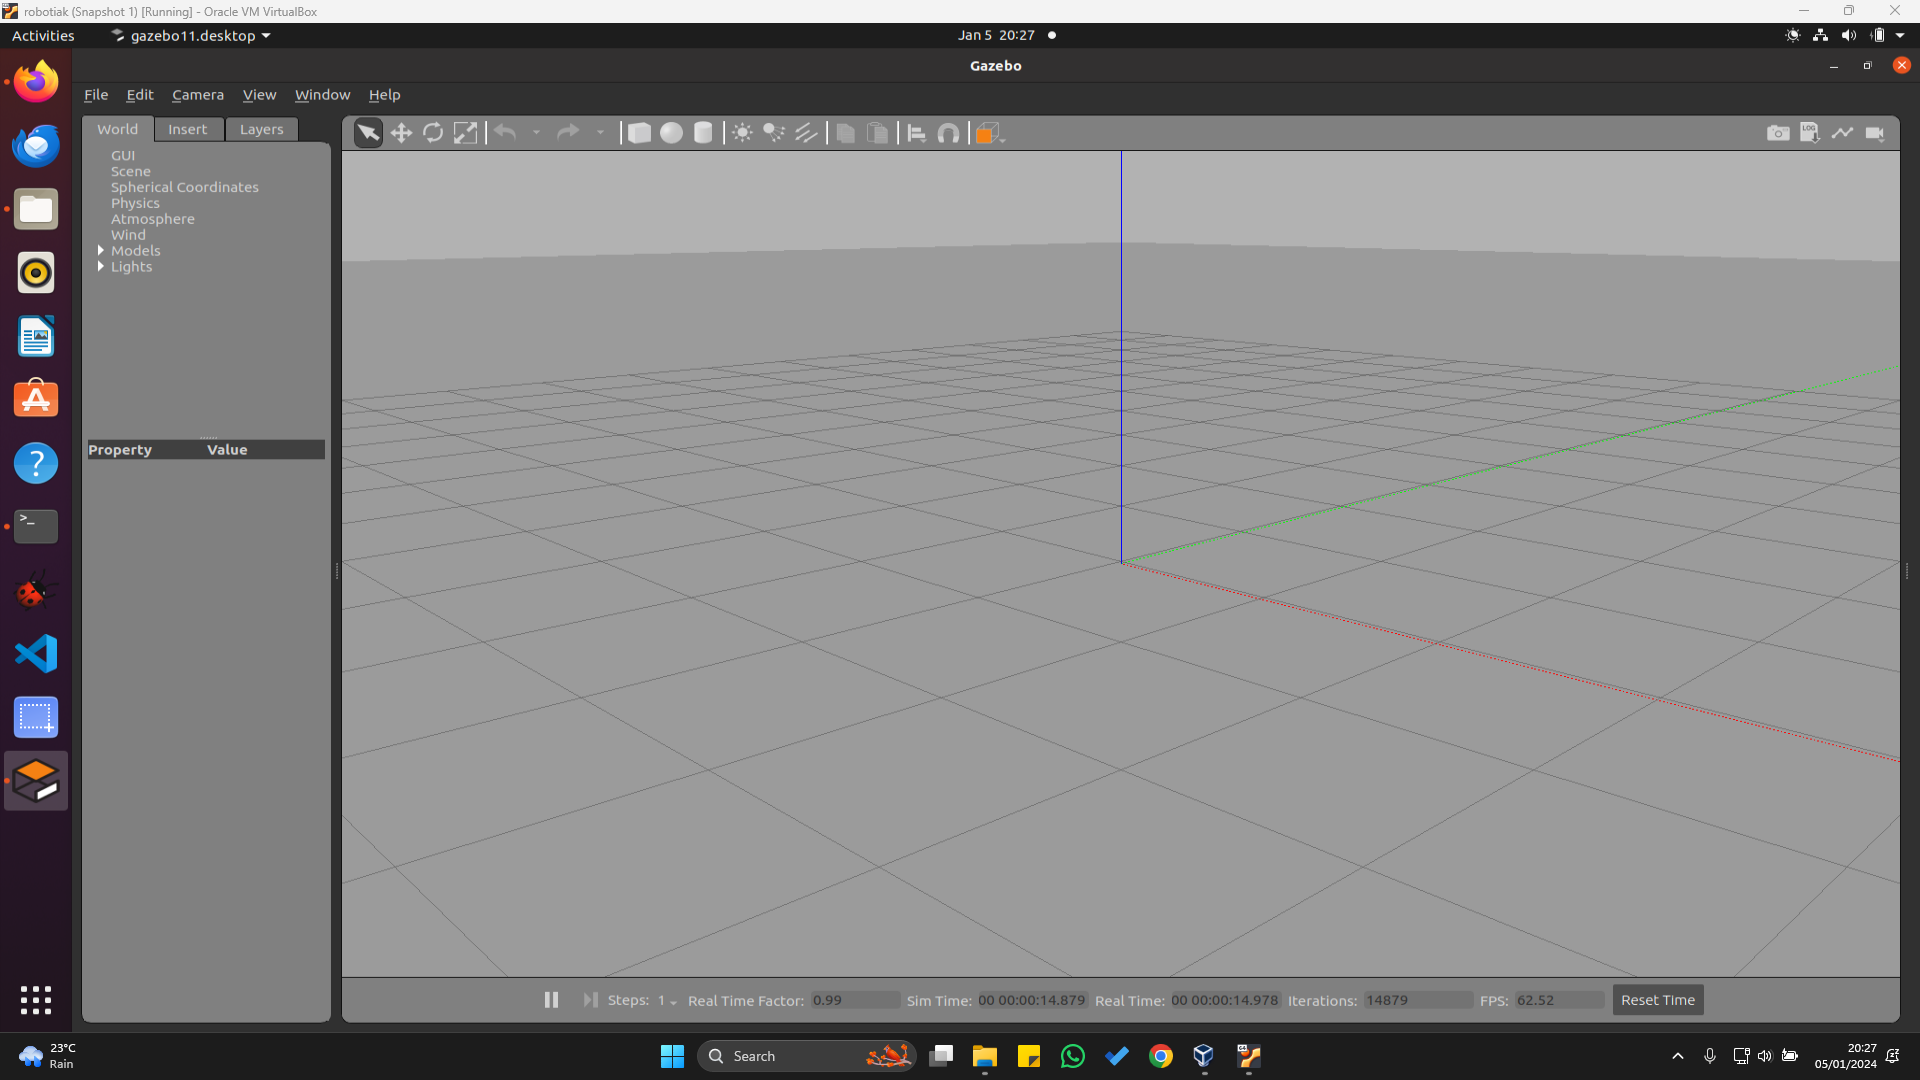 robotiak (Snapshot 1) [Running] - Oracle VM VirtualBox
Activities gazebo11.desktop Jan 5 20:27
Gazebo
File Edit Camera View Window Help
World Insert Layers
LOG
GUI
Scene
Spherical Coordinates
Physics
Atmosphere
Wind
Models
Lights
Property Value
Steps: 1 Real Time Factor: 0.99 Sim Time: 00 00:00:14.879 Real Time: 00 00:00:14.978 Iterations: 14879 FPS: 62.52 Reset Time
23°C
Rain
Search
20:27
05/01/2024